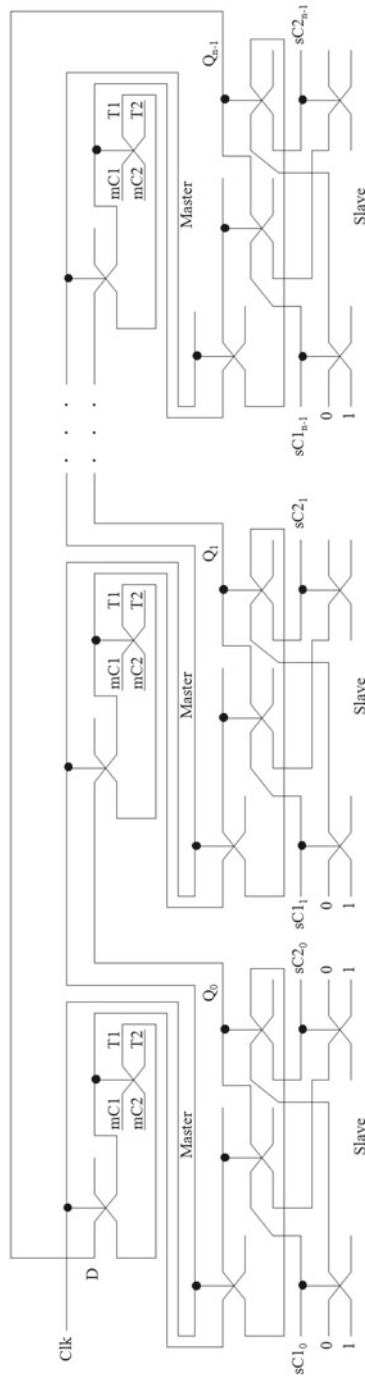 Clk
D
mC1 T1
mC2 T2
Master
Q₀
sC1₀
0
1
sC2₀
0
1
Slave
mC1 T1
mC2 T2
Master
Q₁
sC1₁
0
1
sC2₁
Slave
. . .
. . .
mC1 T1
mC2 T2
Master
Qₙ₋₁
sC1ₙ₋₁
0
1
sC2ₙ₋₁
Slave